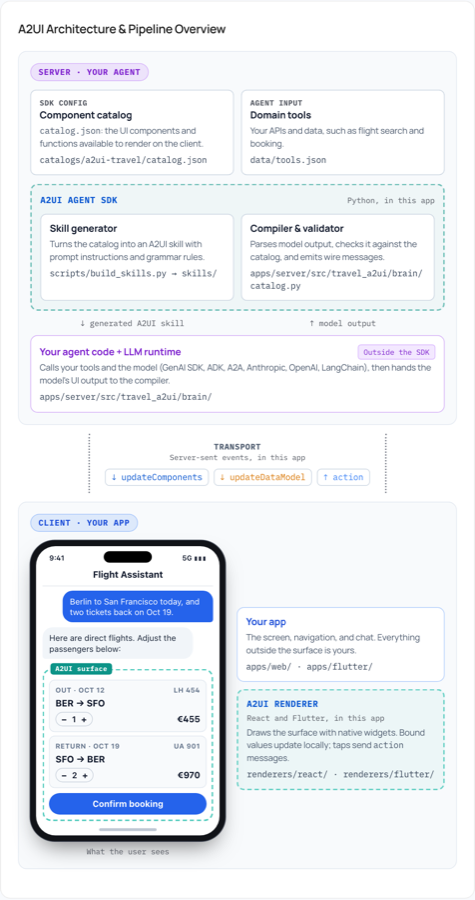 A2UI Architecture & Pipeline Overview
SERVER · YOUR AGENT
SDK CONFIG
Component catalog
catalog.json: the UI components and
functions available to render on the client.
catalogs/a2ui-travel/catalog.json
AGENT INPUT
Domain tools
Your APIs and data, such as flight search and
booking.
data/tools.json
A2UI AGENT SDK
Python, in this app
Skill generator
Turns the catalog into an A2UI skill with
prompt instructions and grammar rules.
scripts/build_skills.py → skills/
Compiler & validator
Parses model output, checks it against the
catalog, and emits wire messages.
apps/server/src/travel_a2ui/brain/
catalog.py
↓ generated A2UI skill
↑ model output
Your agent code + LLM runtime
Outside the SDK
Calls your tools and the model (GenAI SDK, ADK, A2A, Anthropic, OpenAI, LangChain), then hands the
model's UI output to the compiler.
apps/server/src/travel_a2ui/brain/
TRANSPORT
Server-sent events, in this app
↓ updateComponents
↓ updateDataModel
↑ action
CLIENT · YOUR APP
9:41
5G
Flight Assistant
Berlin to San Francisco today, and
two tickets back on Oct 19.
Here are direct flights. Adjust the
passengers below:
A2UI surface
OUT · OCT 12
LH 454
BER → SFO
− 1 +
€455
RETURN · OCT 19
UA 901
SFO → BER
− 2 +
€970
Confirm booking
What the user sees
Your app
The screen, navigation, and chat. Everything
outside the surface is yours.
apps/web/ · apps/flutter/
A2UI RENDERER
React and Flutter, in this app
Draws the surface with native widgets. Bound
values update locally; taps send action
messages.
renderers/react/ · renderers/flutter/